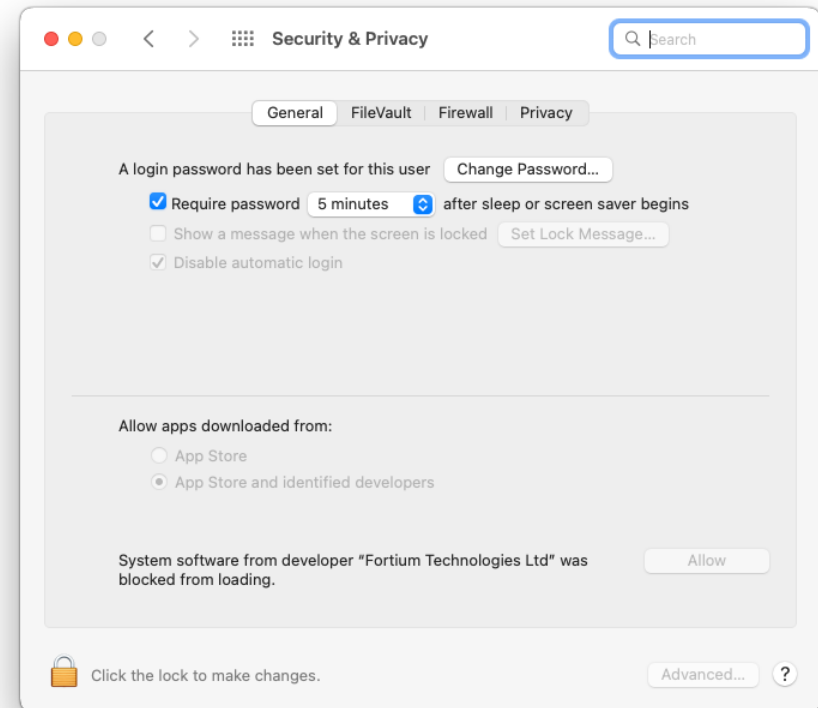 Security & Privacy
Search
General FileVault Firewall Privacy
A login password has been set for this user Change Password...
Require password 5 minutes after sleep or screen saver begins
Show a message when the screen is locked Set Lock Message...
Disable automatic login
Allow apps downloaded from:
App Store
App Store and identified developers
System software from developer “Fortium Technologies Ltd” was Allow
blocked from loading.
Click the lock to make changes. Advanced... ?